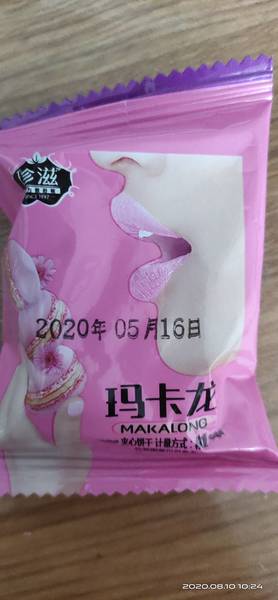 珍滋
SINCE 1997
2020年 05月16日
玛卡龙
MAKALONG
夹心饼干 计量方式:
2020.08.10 10:24